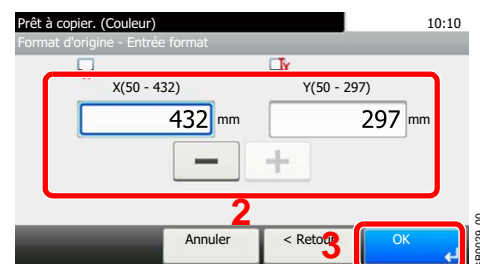 Prêt à copier. (Couleur) 10:10
Format d'origine - Entrée format
X(50 - 432) Y(50 - 297)
432 mm 297 mm
− +
2
Annuler < Retour 3 OK